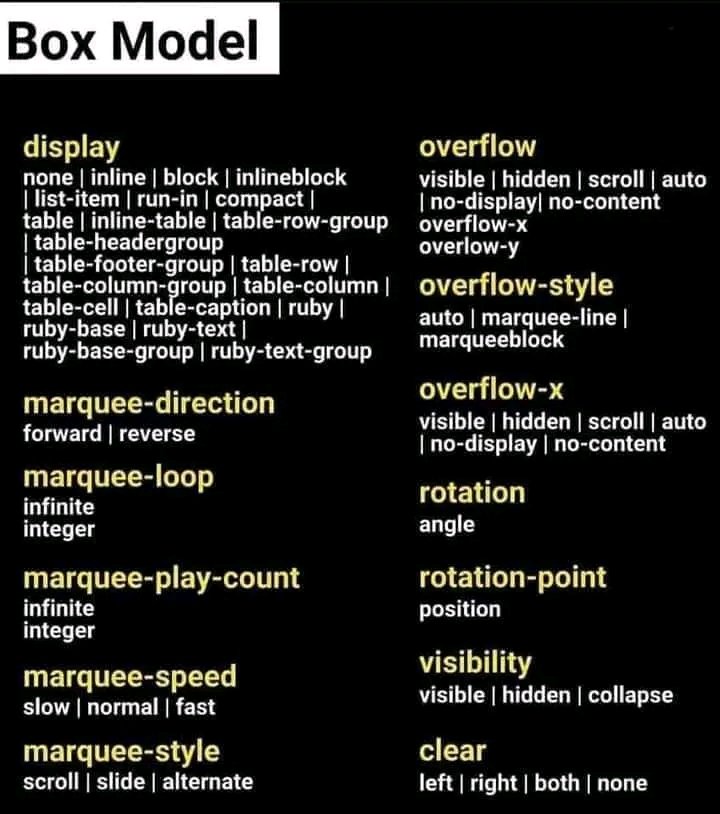 Box Model
display
none | inline | block | inlineblock
| list-item | run-in | compact |
table | inline-table | table-row-group
| table-headergroup
| table-footer-group | table-row |
table-column-group | table-column |
table-cell | table-caption | ruby |
ruby-base | ruby-text |
ruby-base-group | ruby-text-group
marquee-direction
forward | reverse
marquee-loop
infinite
integer
marquee-play-count
infinite
integer
marquee-speed
slow | normal | fast
marquee-style
scroll | slide | alternate
overflow
visible | hidden | scroll | auto
| no-display| no-content
overflow-x
overlow-y
overflow-style
auto | marquee-line |
marqueeblock
overflow-x
visible | hidden | scroll | auto
| no-display | no-content
rotation
angle
rotation-point
position
visibility
visible | hidden | collapse
clear
left | right | both | none